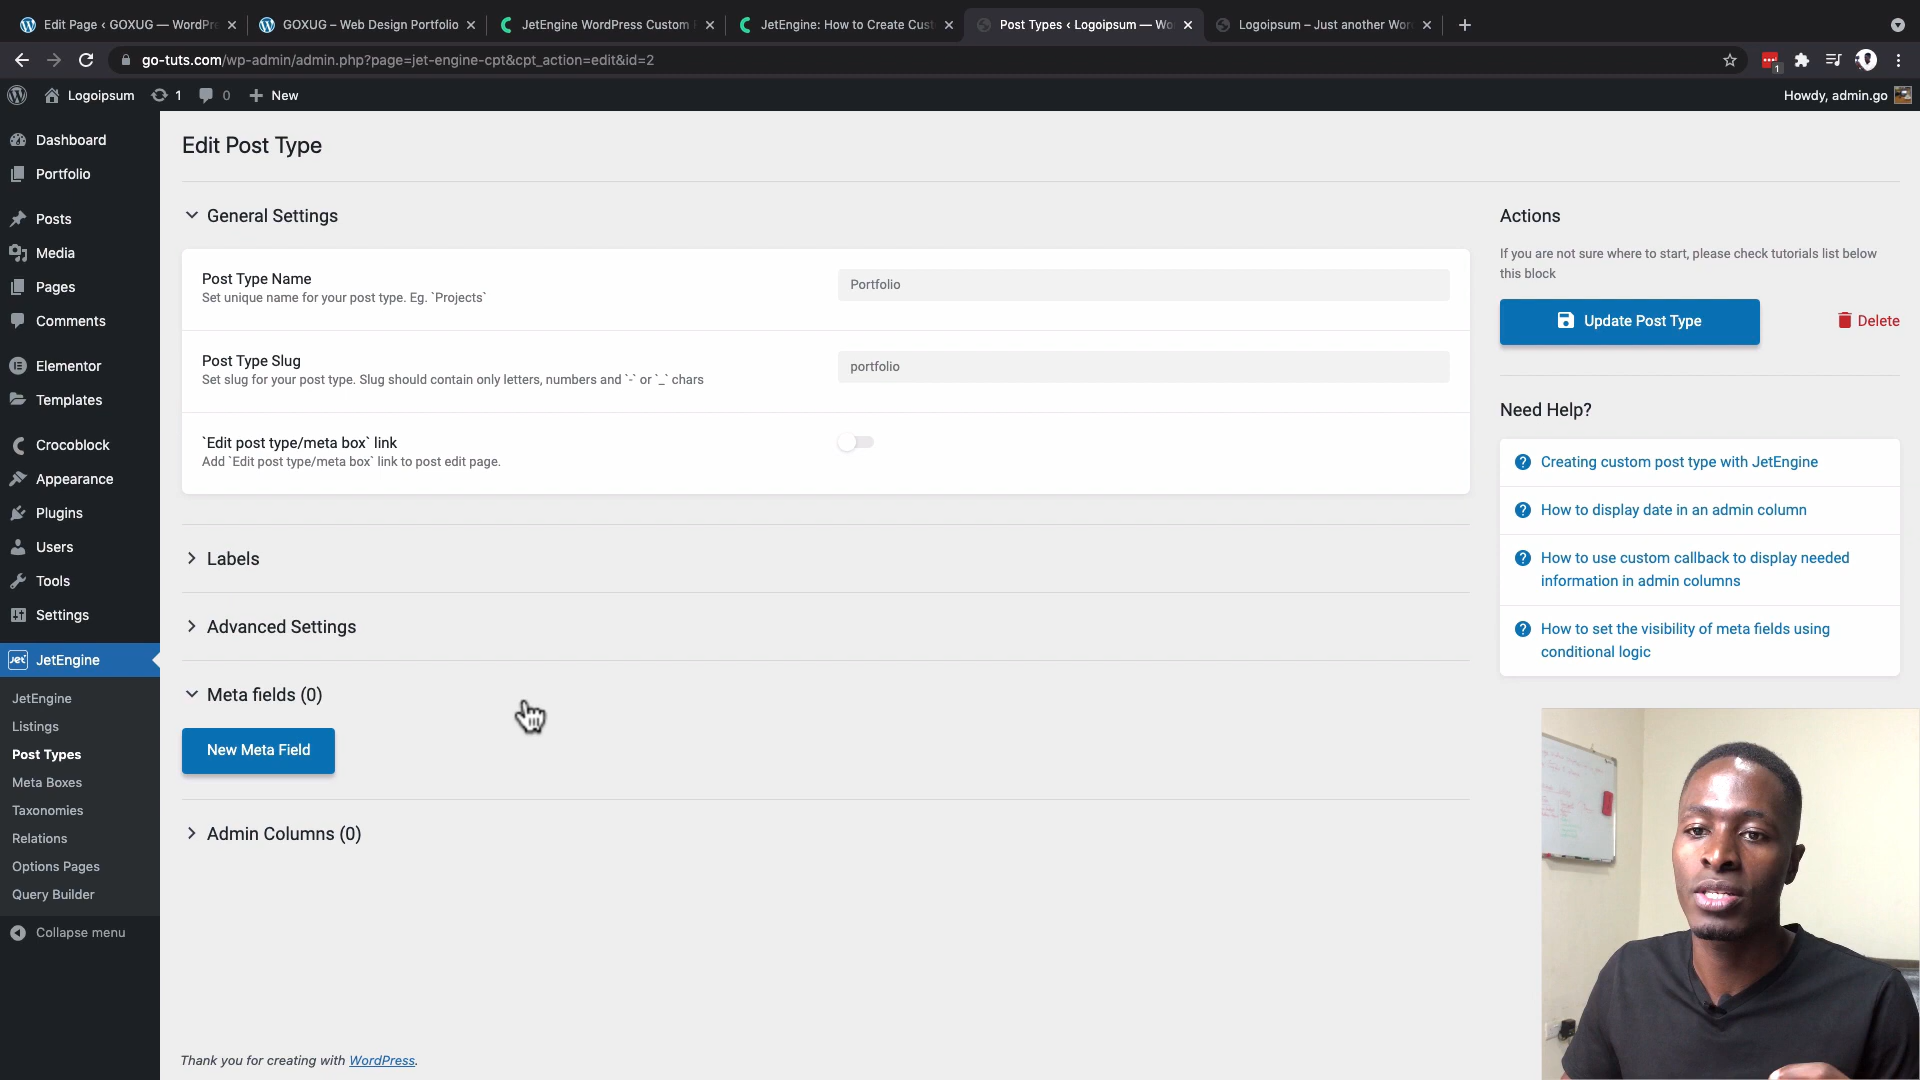 Edit Page ‹ GOXUG — WordPre
GOXUG – Web Design Portfolio
JetEngine WordPress Custom
JetEngine: How to Create Cust
Post Types ‹ Logoipsum — Wo
Logoipsum – Just another Wor
go-tuts.com/wp-admin/admin.php?page=jet-engine-cpt&cpt_action=edit&id=2
1
Logoipsum
1
0
New
Howdy, admin.go
Dashboard
Portfolio
Posts
Media
Pages
Comments
Elementor
Templates
Crocoblock
Appearance
Plugins
Users
Tools
Settings
Jet JetEngine
JetEngine
Listings
Post Types
Meta Boxes
Taxonomies
Relations
Options Pages
Query Builder
Collapse menu
Edit Post Type
General Settings
Post Type Name
Set unique name for your post type. Eg. `Projects`
Portfolio
Post Type Slug
Set slug for your post type. Slug should contain only letters, numbers and `-` or `_` chars
portfolio
`Edit post type/meta box` link
Add `Edit post type/meta box` link to post edit page.
Labels
Advanced Settings
Meta fields (0)
New Meta Field
Admin Columns (0)
Actions
If you are not sure where to start, please check tutorials list below
this block
Update Post Type
Delete
Need Help?
Creating custom post type with JetEngine
How to display date in an admin column
How to use custom callback to display needed
information in admin columns
How to set the visibility of meta fields using
conditional logic
Thank you for creating with WordPress.